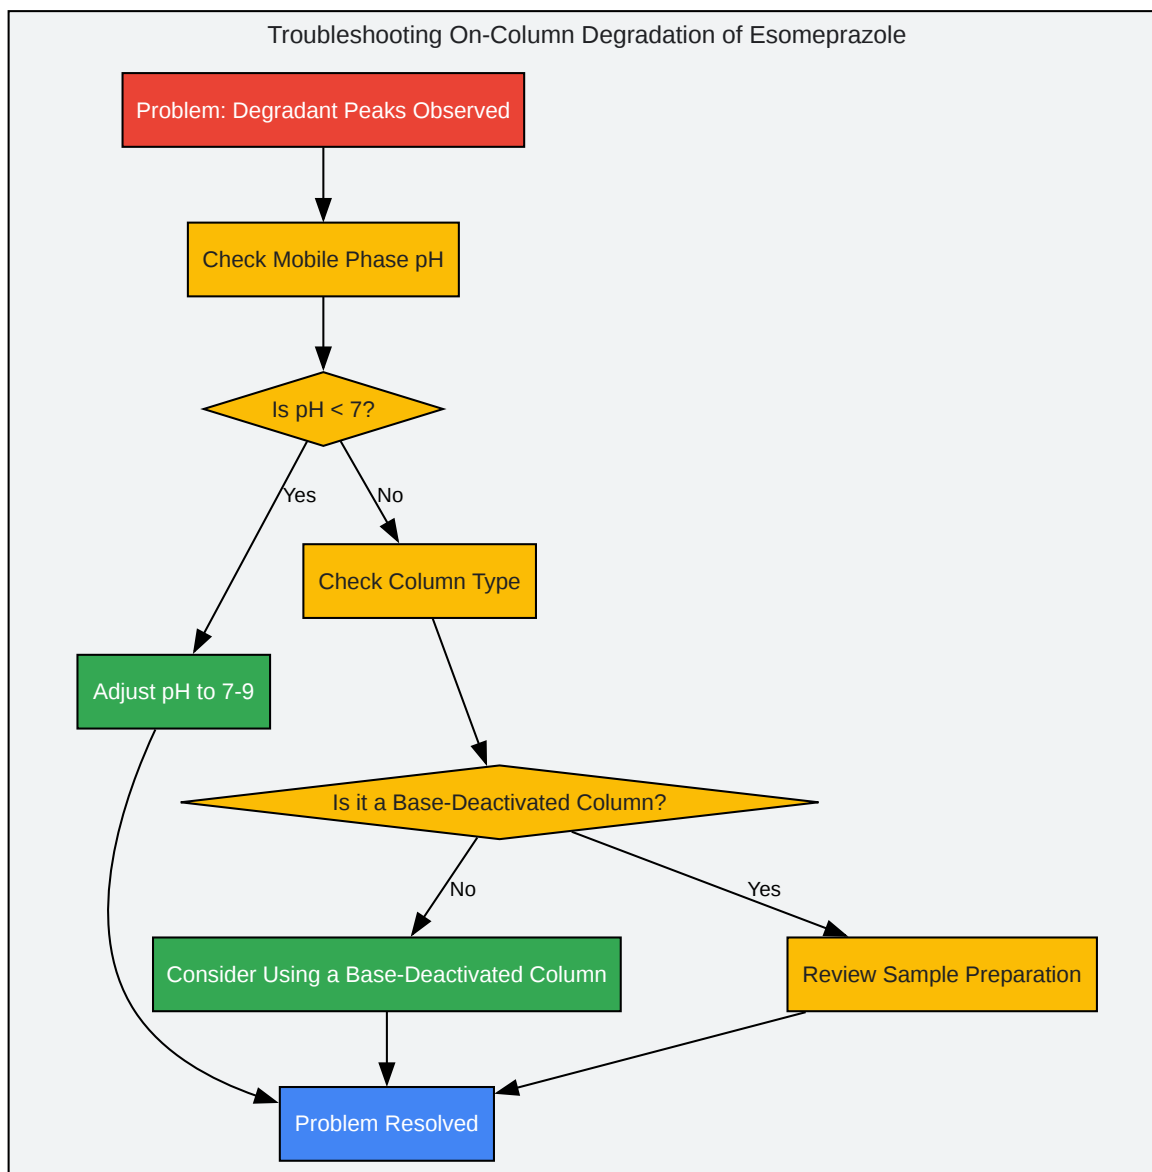 Troubleshooting On-Column Degradation of Esomeprazole
Problem: Degradant Peaks Observed
Check Mobile Phase pH
Is pH < 7?
Yes
No
Check Column Type
Adjust pH to 7-9
Is it a Base-Deactivated Column?
No
Yes
Consider Using a Base-Deactivated Column
Review Sample Preparation
Problem Resolved